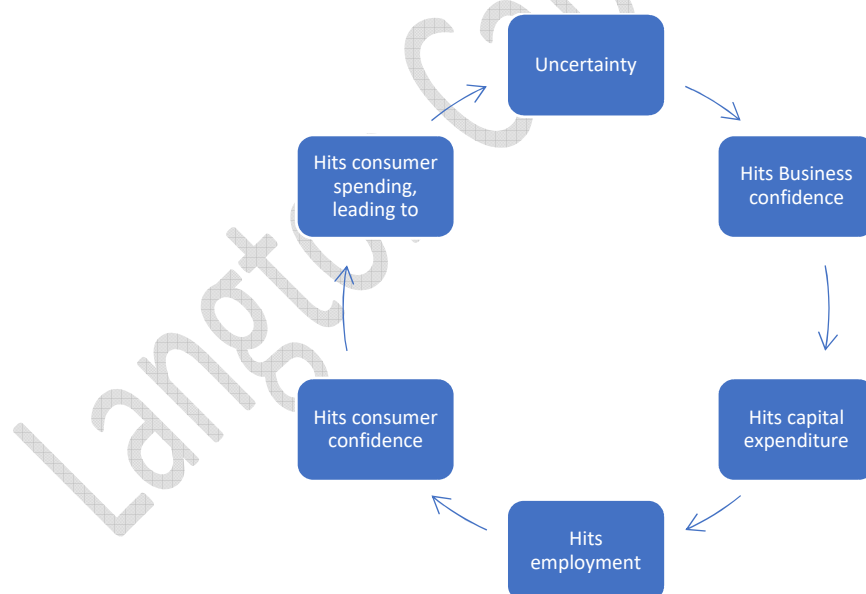 Uncertainty
Hits Business
confidence
Hits capital
expenditure
Hits
employment
Hits consumer
confidence
Hits consumer
spending,
leading to